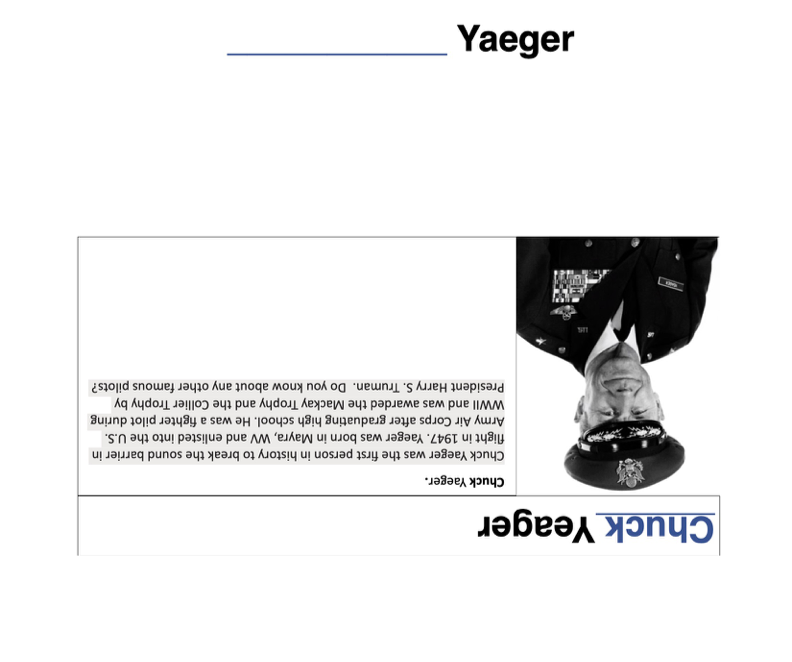 Yaeger
Chuck Yeager
Chuck Yaeger.
Chuck Yaeger was the first person in history to break the sound barrier in
flight in 1947. Yaeger was born in Mayra, WV and enlisted into the U.S.
Army Air Corps after graduating high school. He was a fighter pilot during
WWII and was awarded the Mackay Trophy and the Collier Trophy by
President Harry S. Truman. Do you know about any other famous pilots?